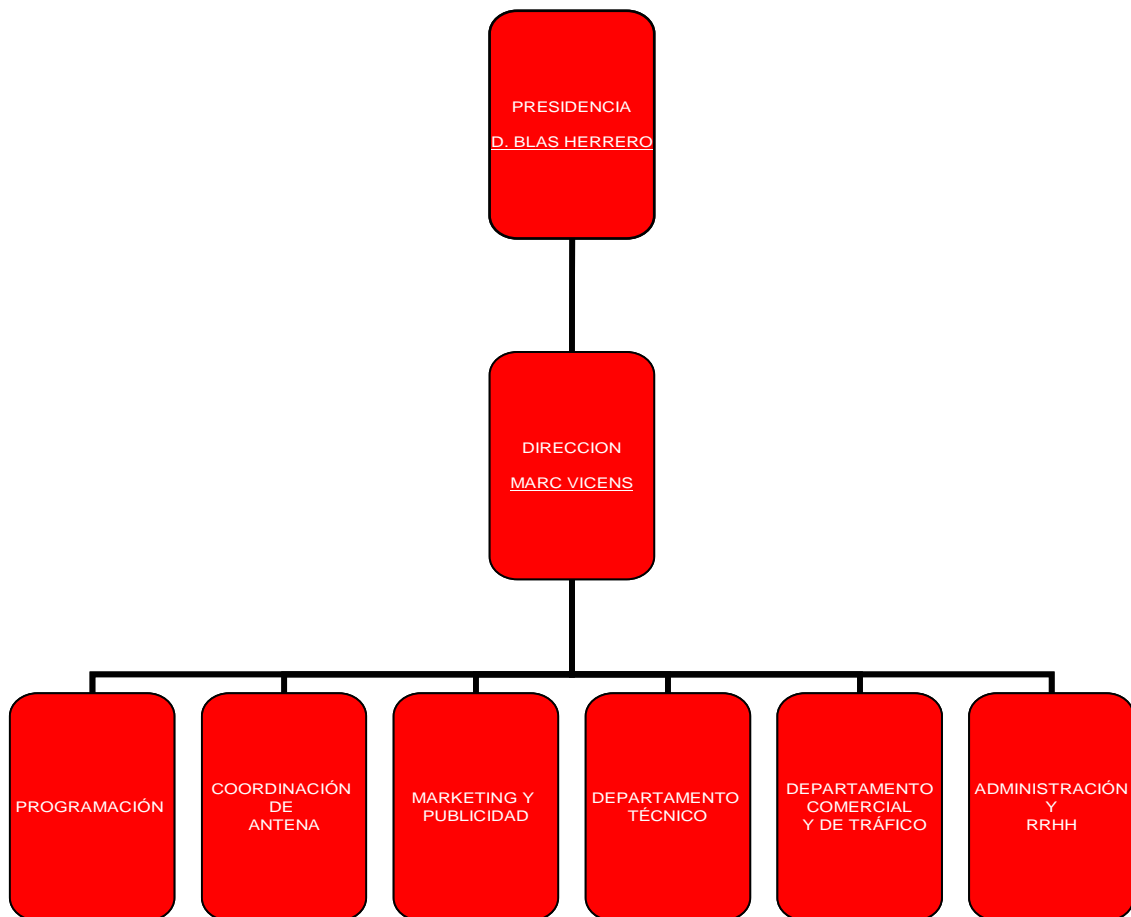 PRESIDENCIA
D. BLAS HERRERO
DIRECCION
MARC VICENS
PROGRAMACIÓN
COORDINACIÓN
DE
ANTENA
MARKETING Y
PUBLICIDAD
DEPARTAMENTO
TÉCNICO
DEPARTAMENTO
COMERCIAL
Y DE TRÁFICO
ADMINISTRACIÓN
Y
RRHH